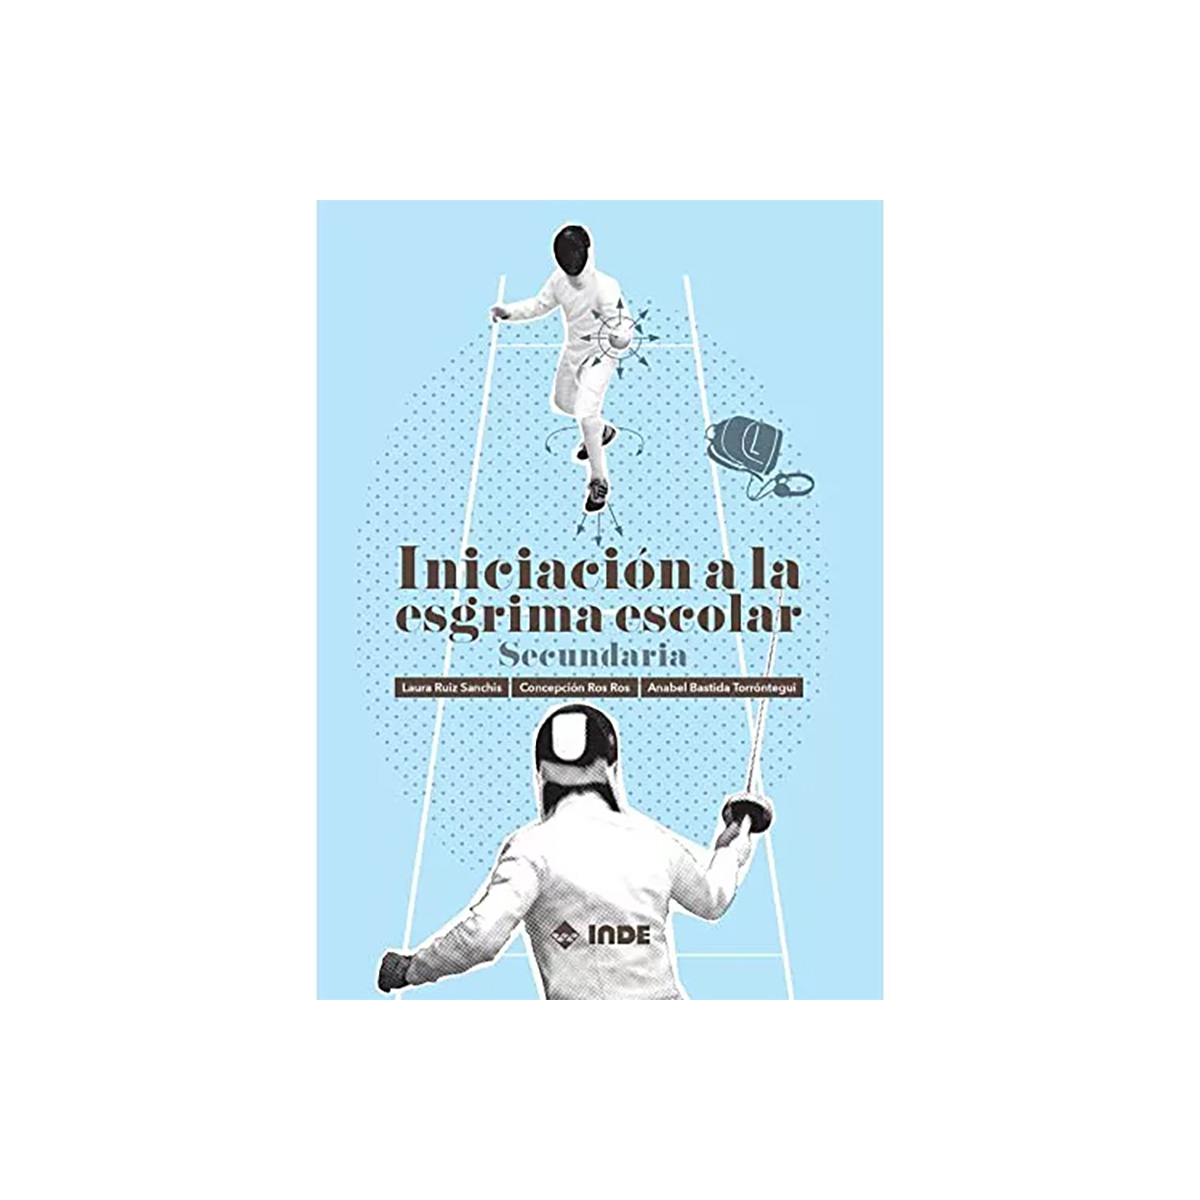 Iniciación a la
esgrima escolar
Secundaria
Laura Ruiz Sanchis Concepción Ros Ros Anabel Bastida Torróntegui
INDE